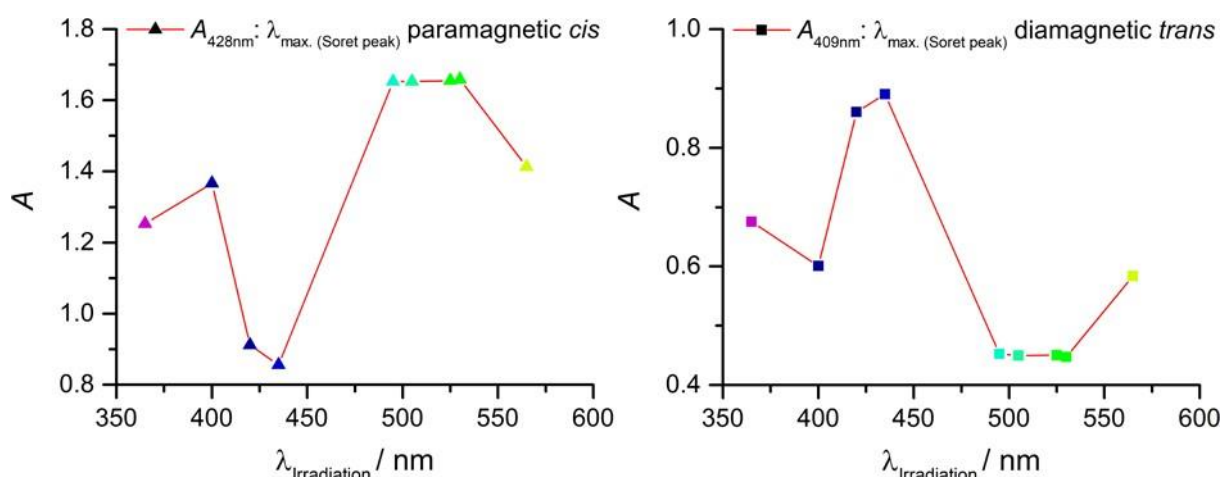 A428nm: λmax. (Soret peak) paramagnetic cis
1.8
1.6
1.4
1.2
1.0
0.8
A
350 400 450 500 550 600
λIrradiation / nm
A409nm: λmax. (Soret peak) diamagnetic trans
1.0
0.8
0.6
0.4
A
350 400 450 500 550 600
λIrradiation / nm